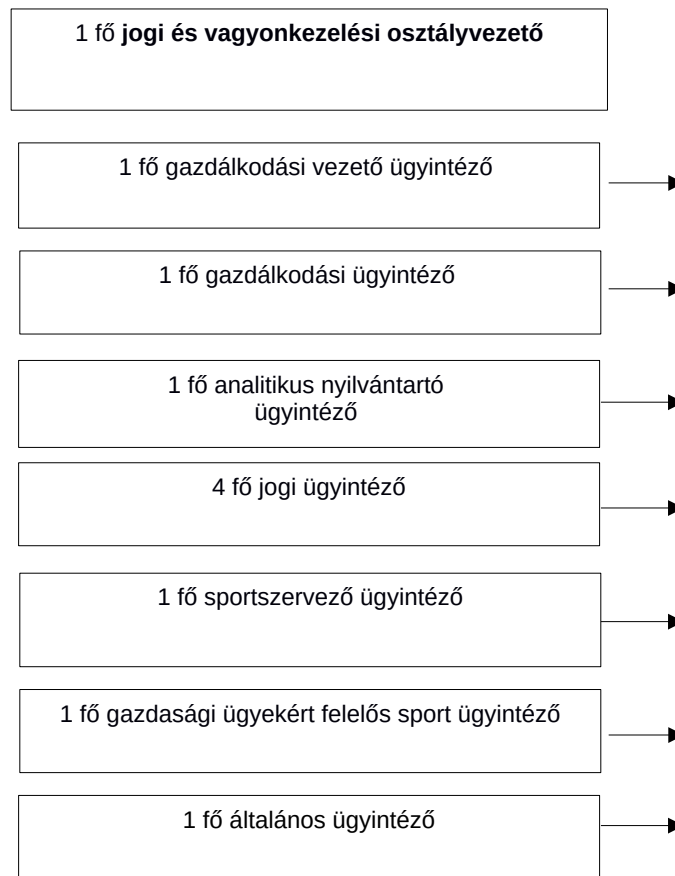 1 fő jogi és vagyonkezelési osztályvezető
1 fő gazdálkodási vezető ügyintéző
1 fő gazdálkodási ügyintéző
1 fő analitikus nyilvántartó
ügyintéző
4 fő jogi ügyintéző
1 fő sportszervező ügyintéző
1 fő gazdasági ügyekért felelős sport ügyintéző
1 fő általános ügyintéző